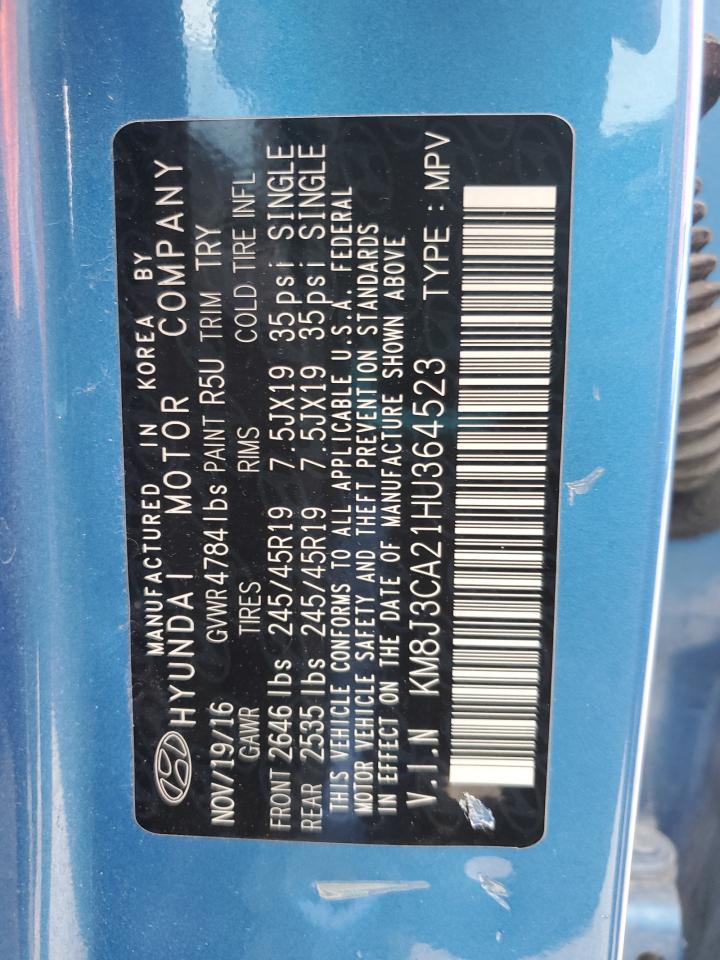 MANUFACTURED IN KOREA BY
HYUNDAI MOTOR COMPANY
NOV/19/16 GVWR 4784 lbs PAINT R5U TRIM TRY
GAWR TIRES RIMS COLD TIRE INFL
FRONT 2646 lbs 245/45R19 7.5JX19 35psi SINGLE
REAR 2535 lbs 245/45R19 7.5JX19 35psi SINGLE
THIS VEHICLE CONFORMS TO ALL APPLICABLE U.S.A. FEDERAL
MOTOR VEHICLE SAFETY AND THEFT PREVENTION STANDARDS
IN EFFECT ON THE DATE OF MANUFACTURE SHOWN ABOVE
V.I.N KM8J3CA21HU364523 TYPE : MPV